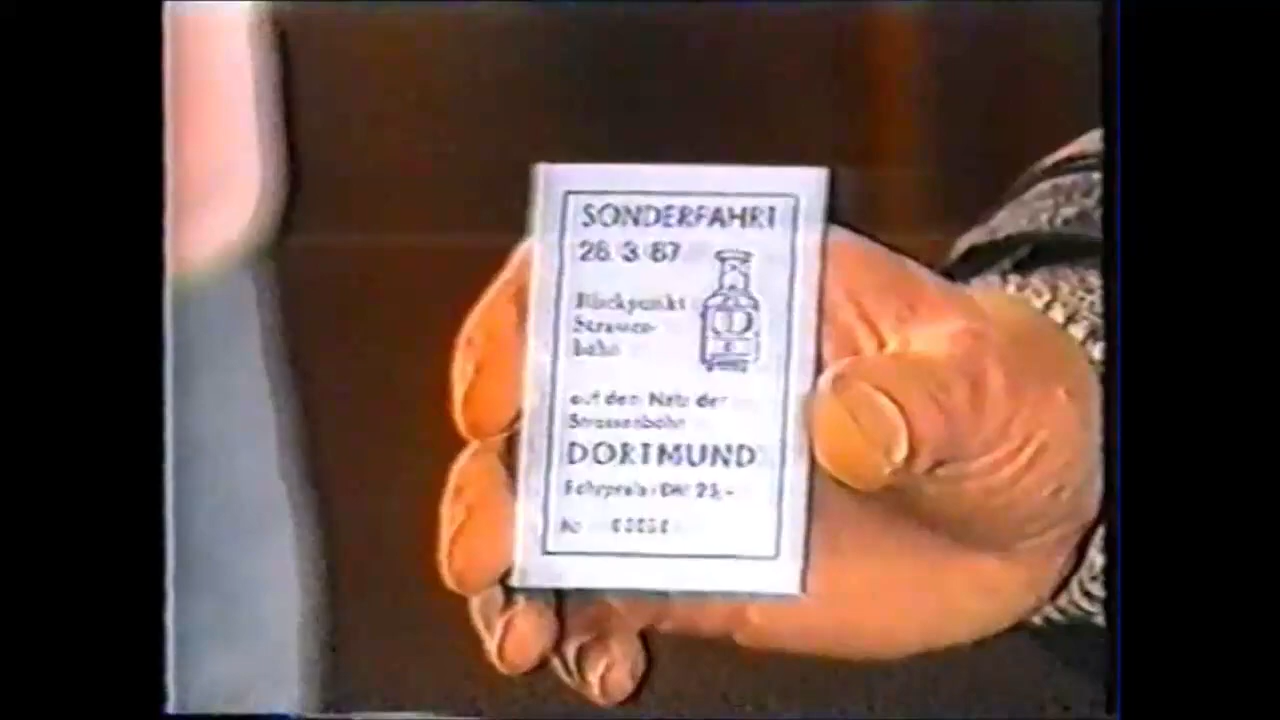 SONDERFAHRT
28. 3. 87
Blickpunkt
Strassen-
bahn
auf dem Netz der
Strassenbahn
DORTMUND
Fahrpreis: DM 25,-